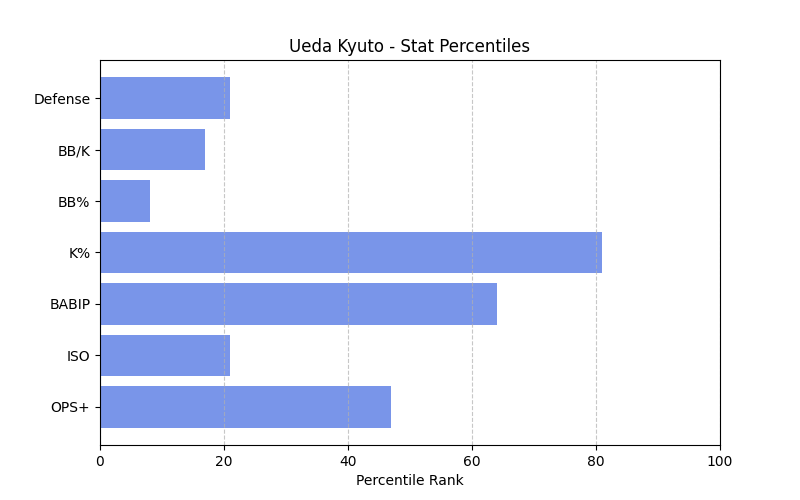 Ueda Kyuto - Stat Percentiles
Defense
BB/K
BB%
K%
BABIP
ISO
OPS+
0 20 40 60 80 100
Percentile Rank